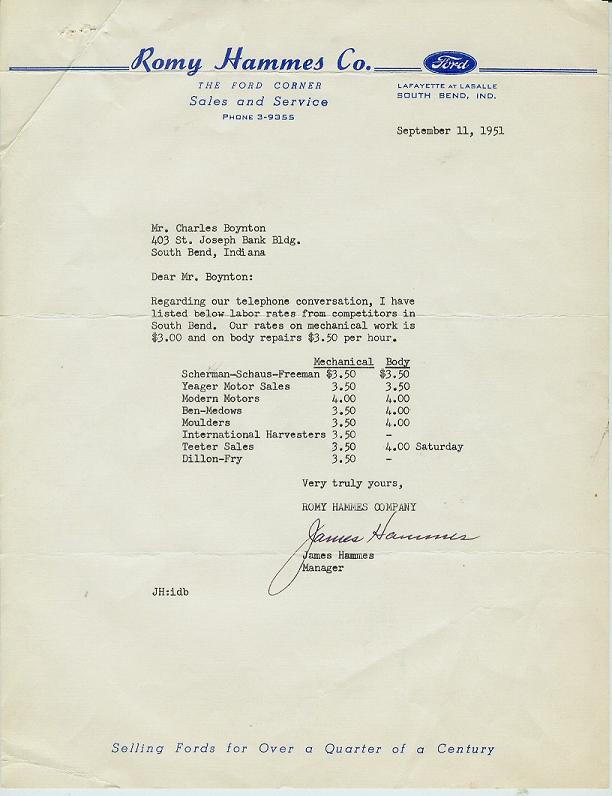 Romy Hammes Co.
Ford
THE FORD CORNER
Sales and Service
PHONE 3-9355
LAFAYETTE AT LASALLE
SOUTH BEND, IND.
September 11, 1951
Mr. Charles Boynton
403 St. Joseph Bank Bldg.
South Bend, Indiana
Dear Mr. Boynton:
Regarding our telephone conversation, I have
listed below labor rates from competitors in
South Bend. Our rates on mechanical work is
$3.00 and on body repairs $3.50 per hour.
Mechanical Body
Scherman-Schaus-Freeman $3.50 $3.50
Yeager Motor Sales 3.50 3.50
Modern Motors 4.00 4.00
Ben-Medows 3.50 4.00
Moulders 3.50 4.00
International Harvesters 3.50 -
Teeter Sales 3.50 4.00 Saturday
Dillon-Fry 3.50 -
Very truly yours,
ROMY HAMMES COMPANY
James Hammes
James Hammes
Manager
JH:idb
Selling Fords for Over a Quarter of a Century